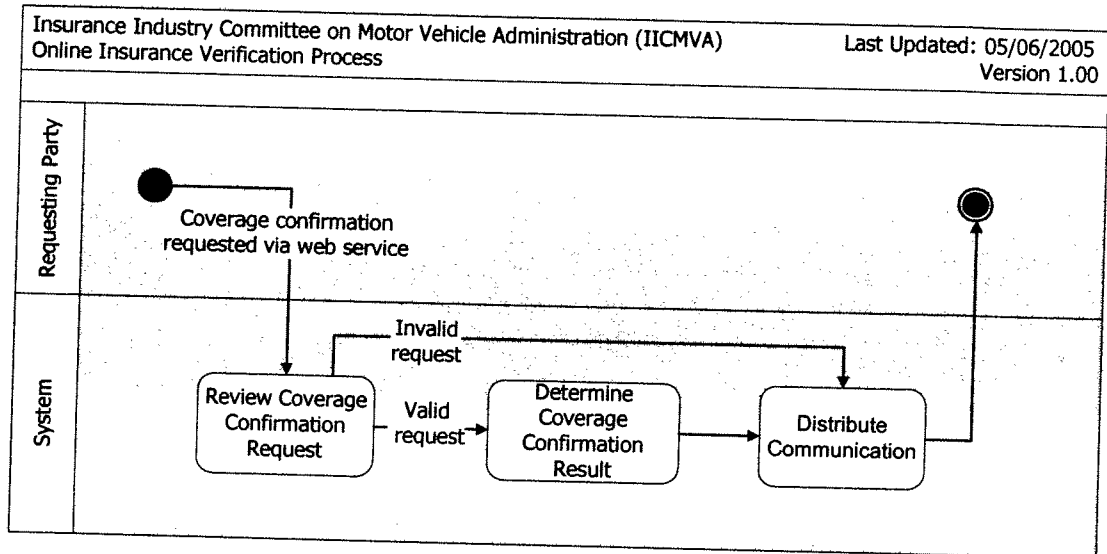 Insurance Industry Committee on Motor Vehicle Administration (IICMVA)
Online Insurance Verification Process
Last Updated: 05/06/2005
Version 1.00
Requesting Party
Coverage confirmation
requested via web service
System
Invalid
request
Review Coverage
Confirmation
Request
Valid
request
Determine
Coverage
Confirmation
Result
Distribute
Communication